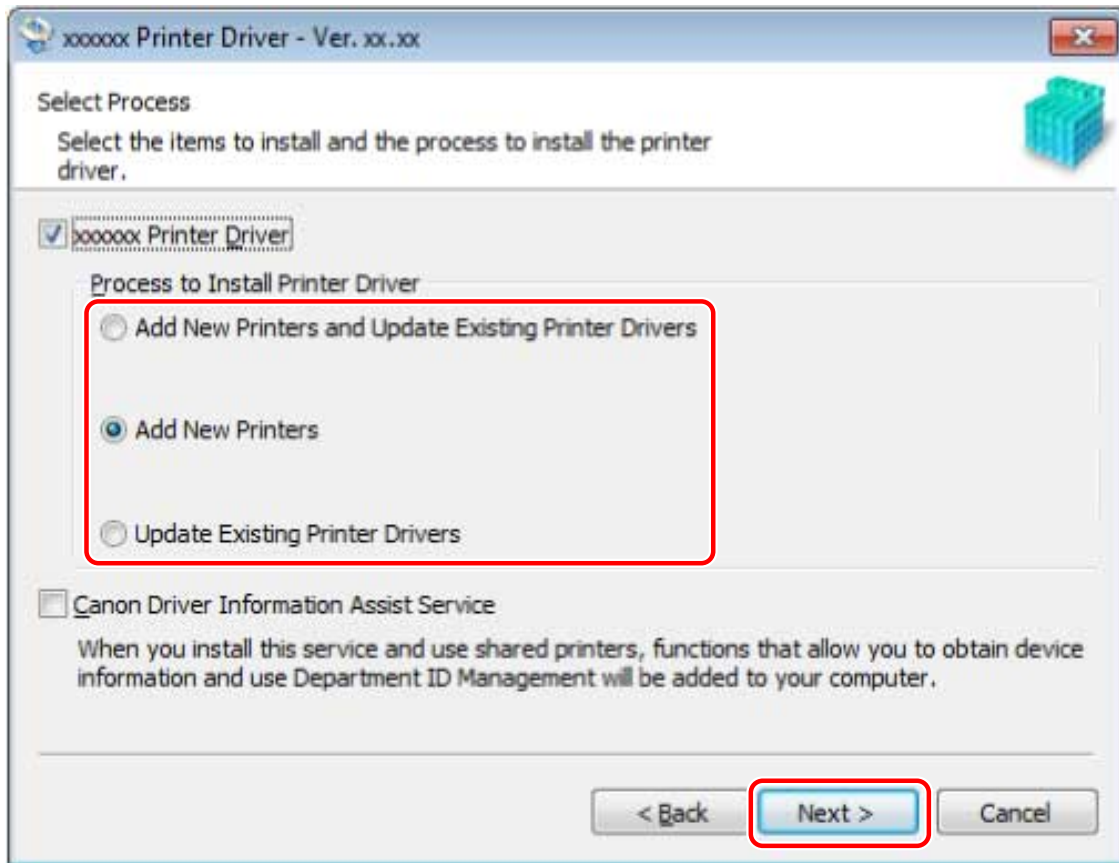 xxxxxx Printer Driver - Ver. xx.xx
Select Process
Select the items to install and the process to install the printer
driver.
xxxxxx Printer Driver
Process to Install Printer Driver
Add New Printers and Update Existing Printer Drivers
Add New Printers
Update Existing Printer Drivers
Canon Driver Information Assist Service
When you install this service and use shared printers, functions that allow you to obtain device
information and use Department ID Management will be added to your computer.
< Back Next > Cancel